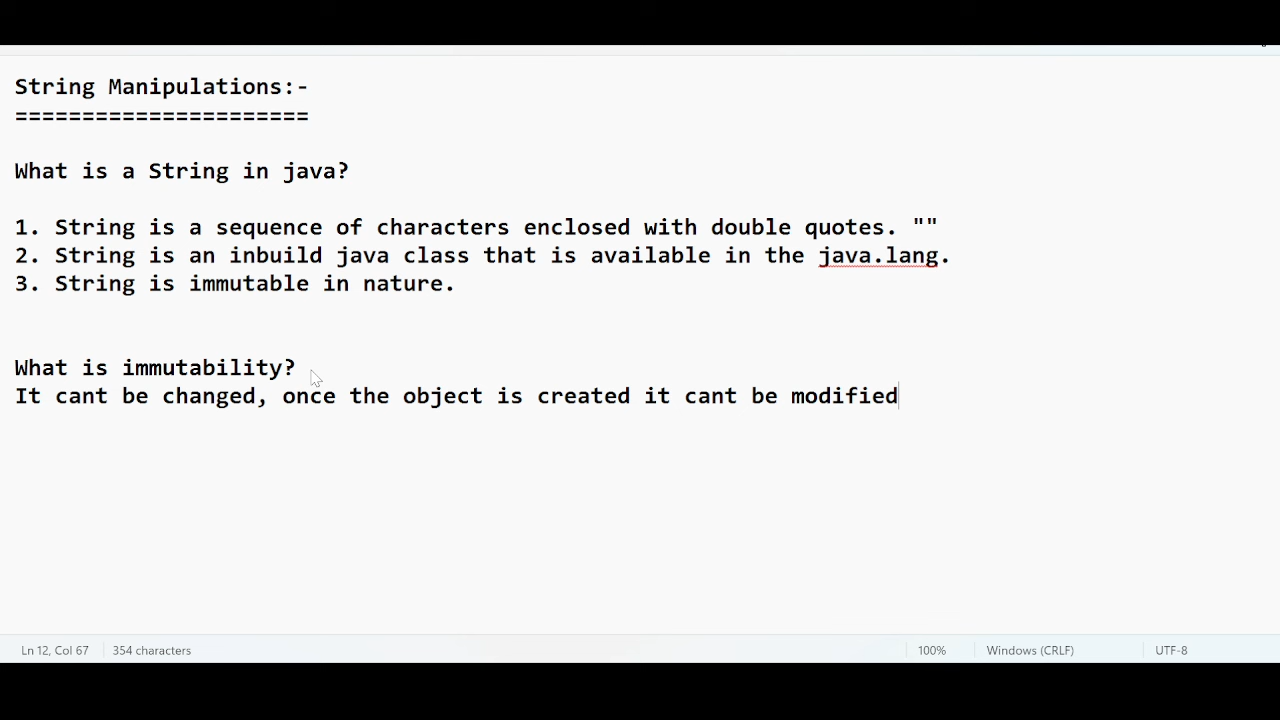 String Manipulations:-
======================
What is a String in java?
1. String is a sequence of characters enclosed with double quotes. ""
2. String is an inbuild java class that is available in the java.lang.
3. String is immutable in nature.
What is immutability?
It cant be changed, once the object is created it cant be modified
Ln 12, Col 67 354 characters 100% Windows (CRLF) UTF-8